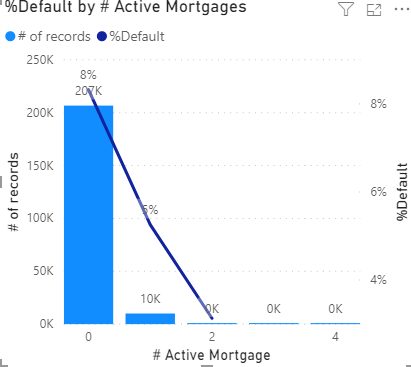 %Default by # Active Mortgages
# of records %Default
250K
200K
150K
100K
50K
0K
# of records
8%
207K
5%
10K
0K
0K
0K
8%
6%
4%
%Default
0 2 4
# Active Mortgage